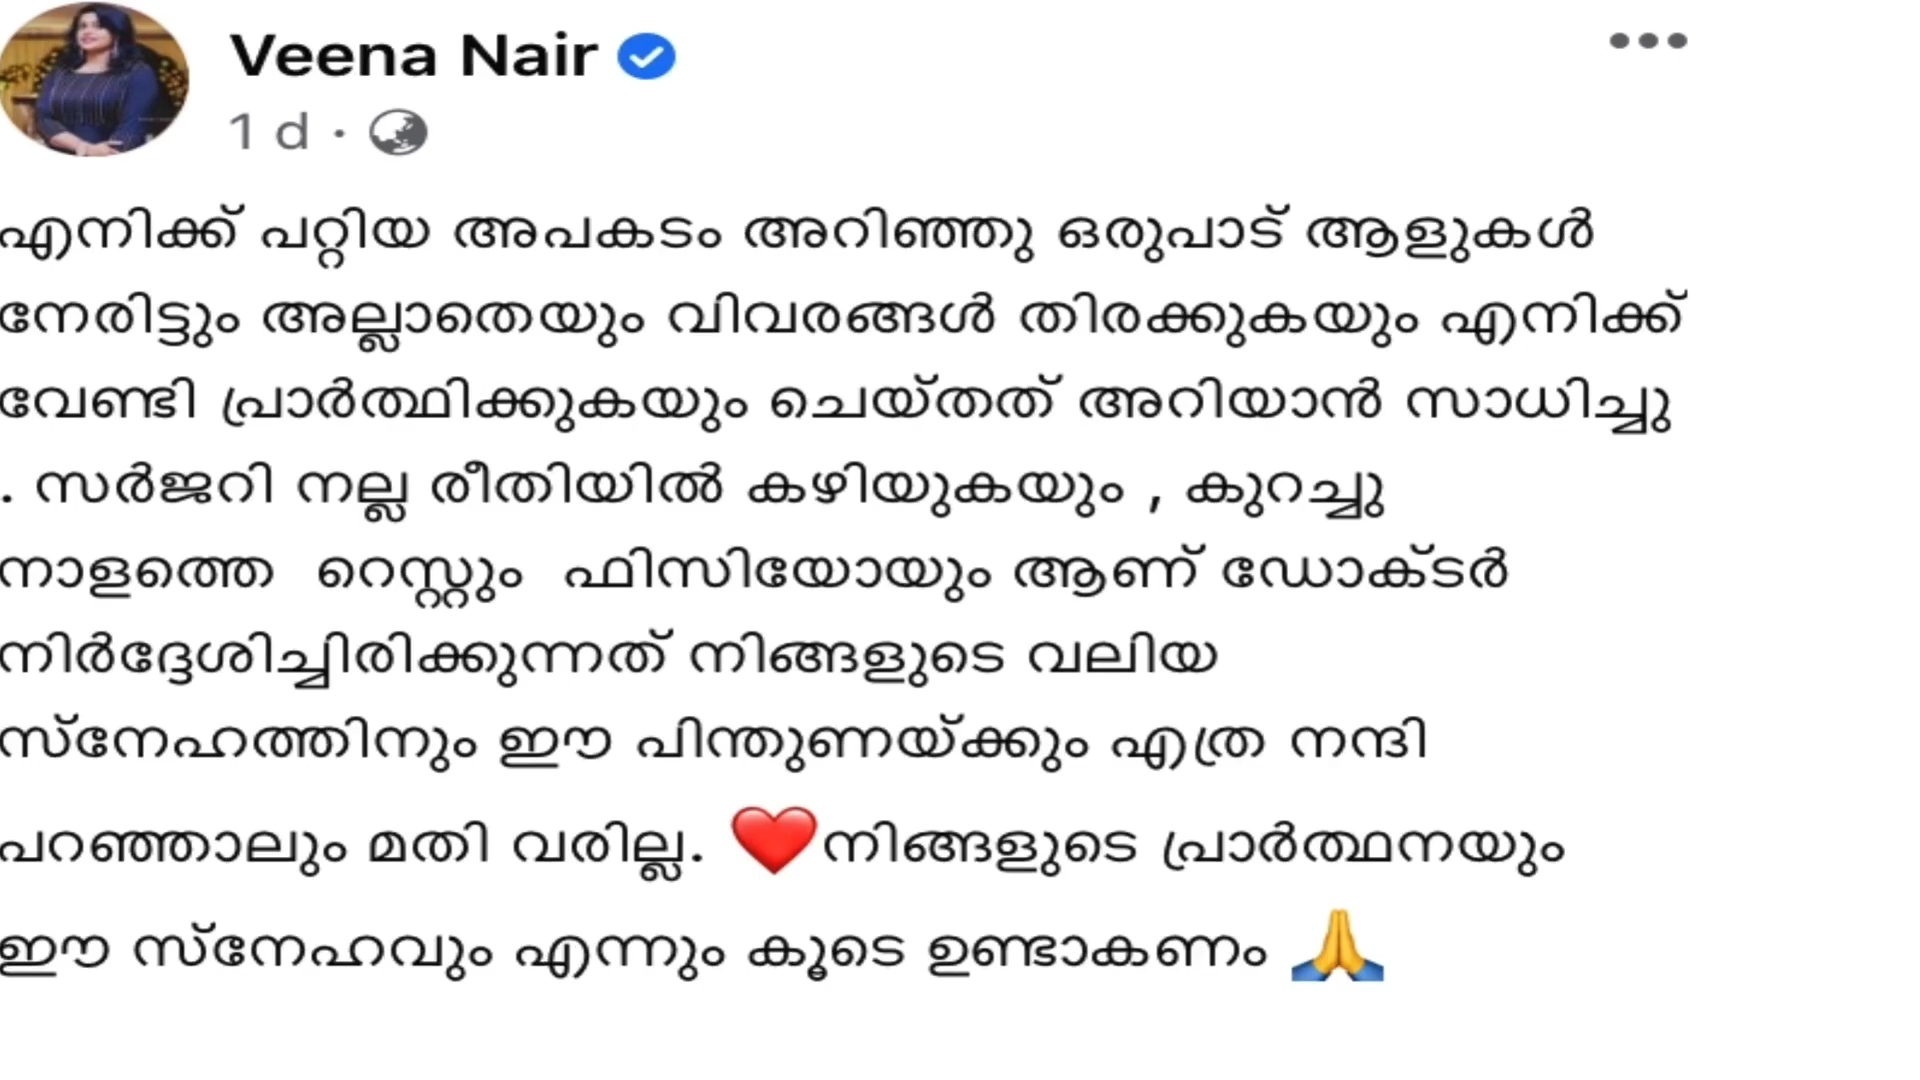 Veena Nair
1 d ·
എനിക്ക് പറ്റിയ അപകടം അറിഞ്ഞു ഒരുപാട് ആളുകൾ
നേരിട്ടും അല്ലാതെയും വിവരങ്ങൾ തിരക്കുകയും എനിക്ക്
വേണ്ടി പ്രാർത്ഥിക്കുകയും ചെയ്തത് അറിയാൻ സാധിച്ചു
. സർജറി നല്ല രീതിയിൽ കഴിയുകയും , കുറച്ചു
നാളത്തെ റെസ്റ്റും ഫിസിയോയും ആണ് ഡോക്ടർ
നിർദ്ദേശിച്ചിരിക്കുന്നത് നിങ്ങളുടെ വലിയ
സ്നേഹത്തിനും ഈ പിന്തുണയ്ക്കും എത്ര നന്ദി
പറഞ്ഞാലും മതി വരില്ല. ❤️നിങ്ങളുടെ പ്രാർത്ഥനയും
ഈ സ്നേഹവും എന്നും കൂടെ ഉണ്ടാകണം 🙏